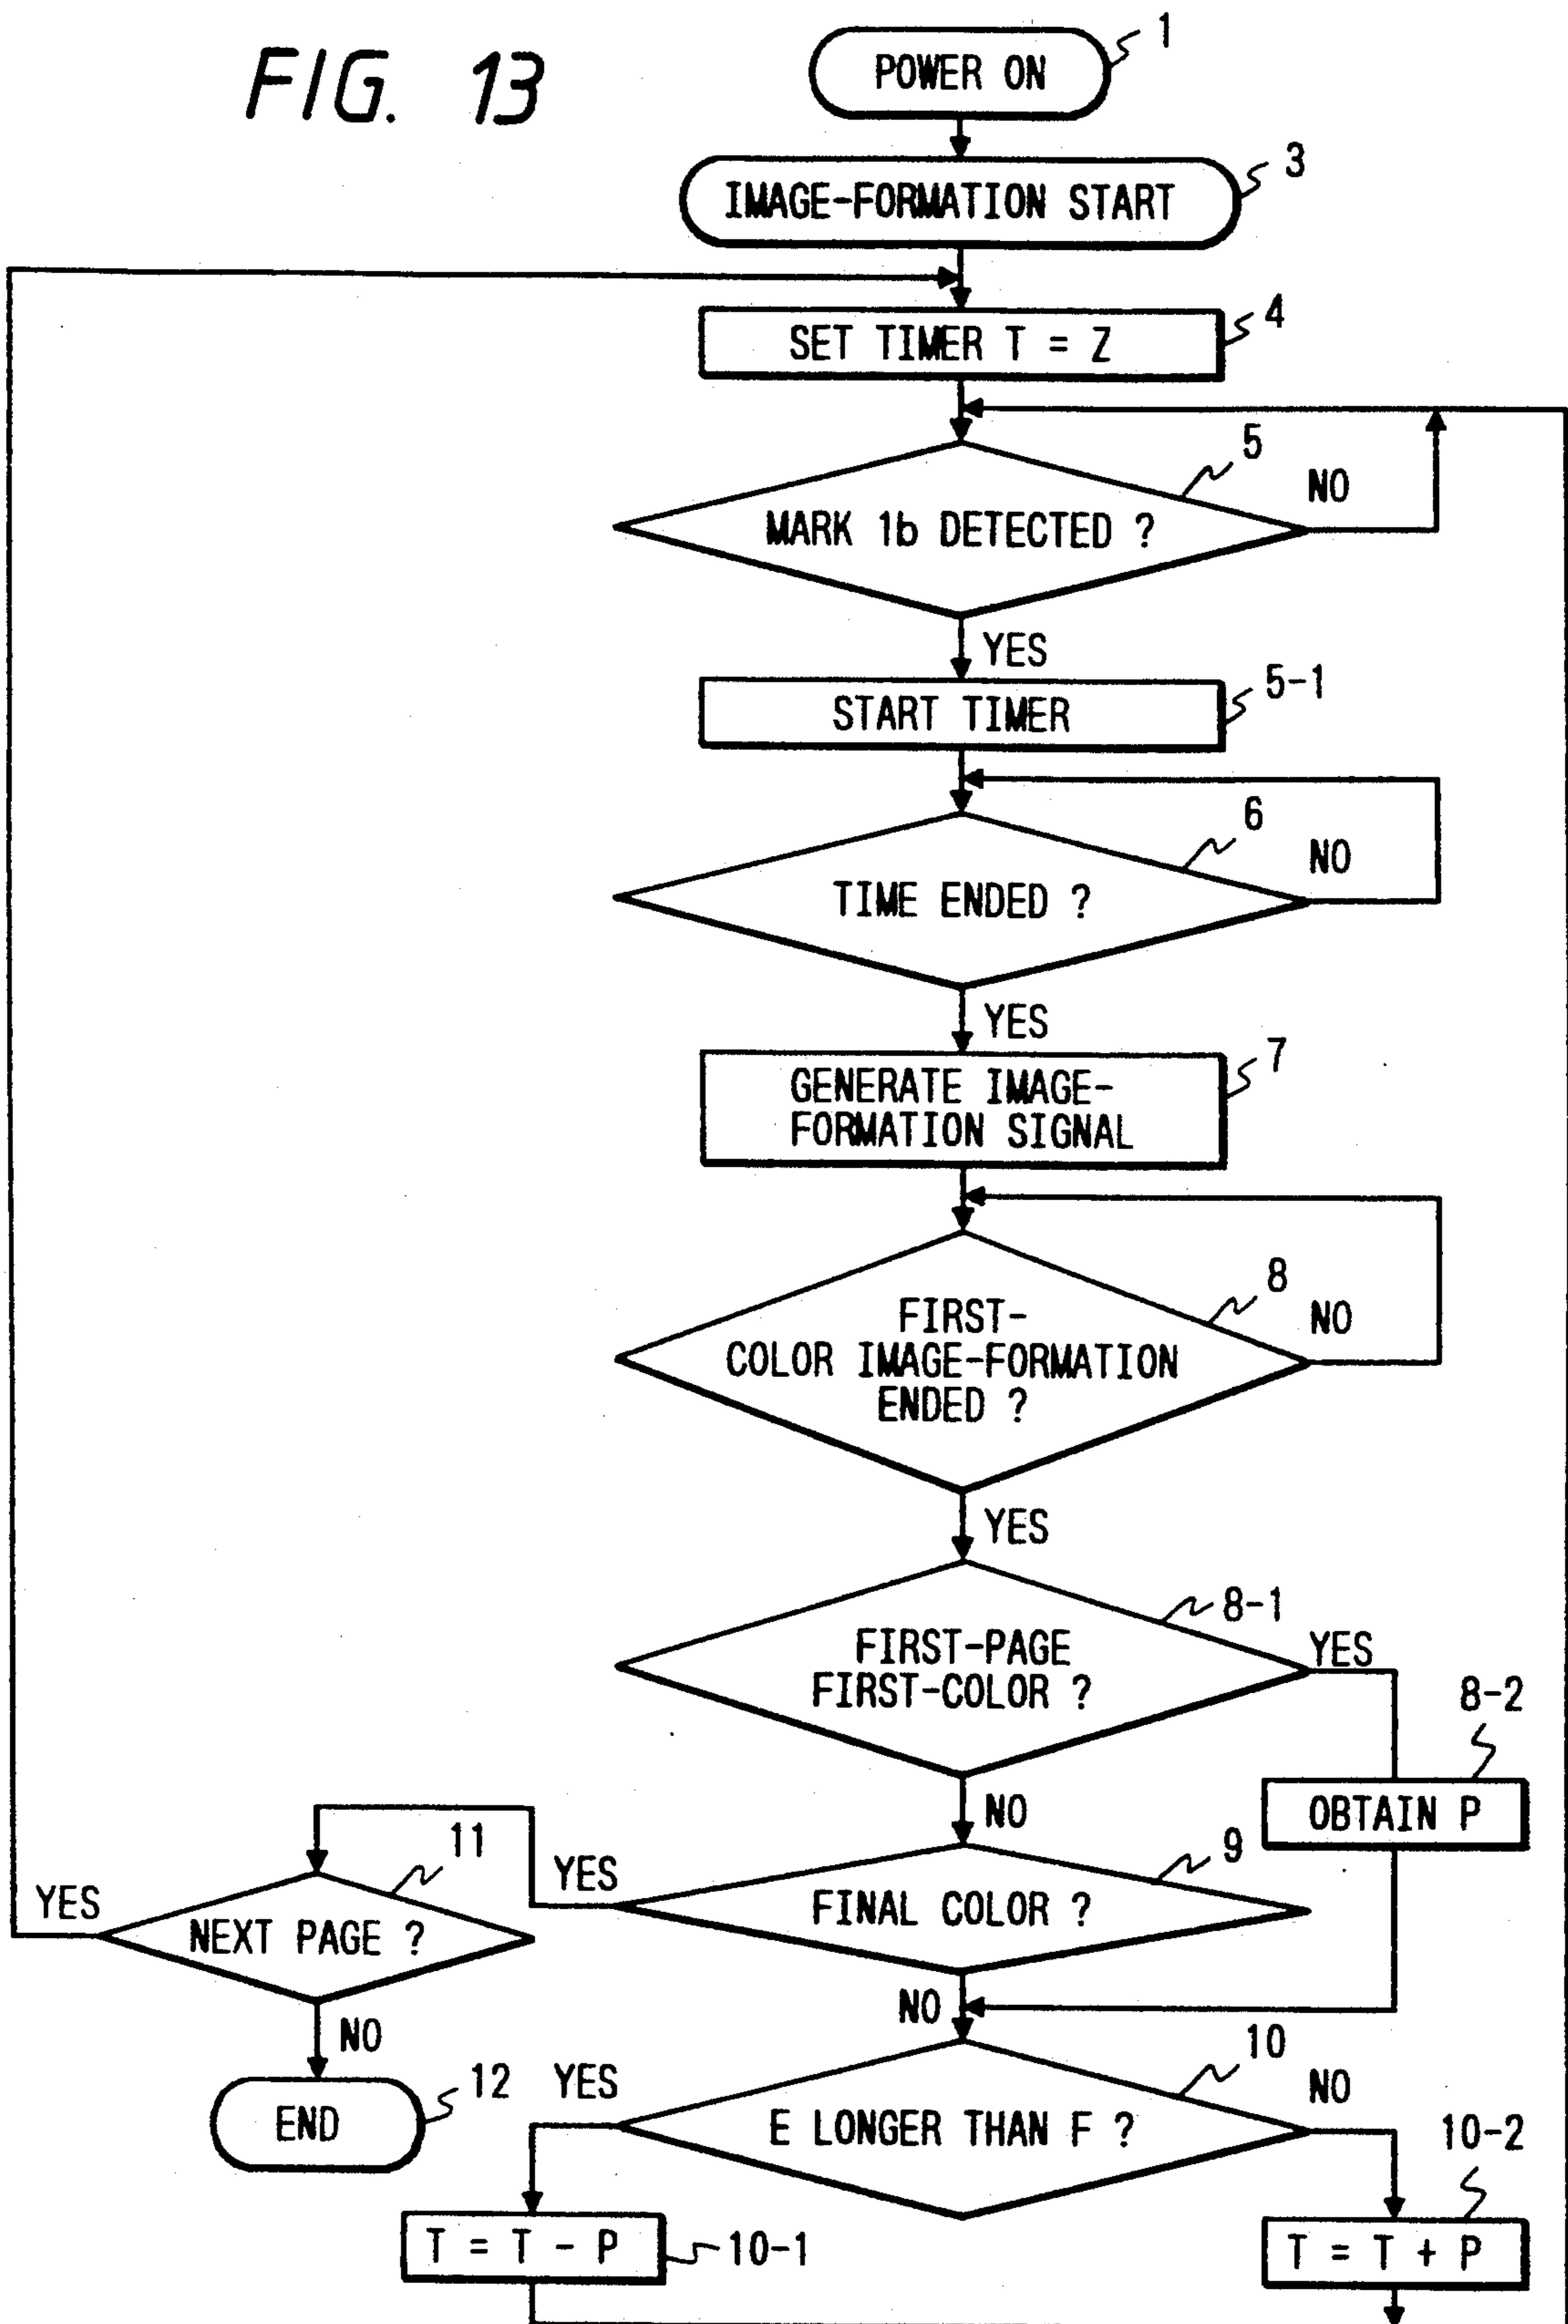 FIG. 13
POWER ON
1
IMAGE-FORMATION START
3
SET TIMER T = Z
4
5
NO
MARK 1b DETECTED ?
YES
START TIMER
5-1
6
NO
TIME ENDED ?
YES
GENERATE IMAGE-
FORMATION SIGNAL
7
8
NO
FIRST-
COLOR IMAGE-FORMATION
ENDED ?
YES
8-1
FIRST-PAGE
FIRST-COLOR ?
YES
8-2
OBTAIN P
NO
11
YES
9
FINAL COLOR ?
YES
NEXT PAGE ?
NO
NO
END
12
YES
10
NO
E LONGER THAN F ?
10-2
T = T - P
10-1
T = T + P